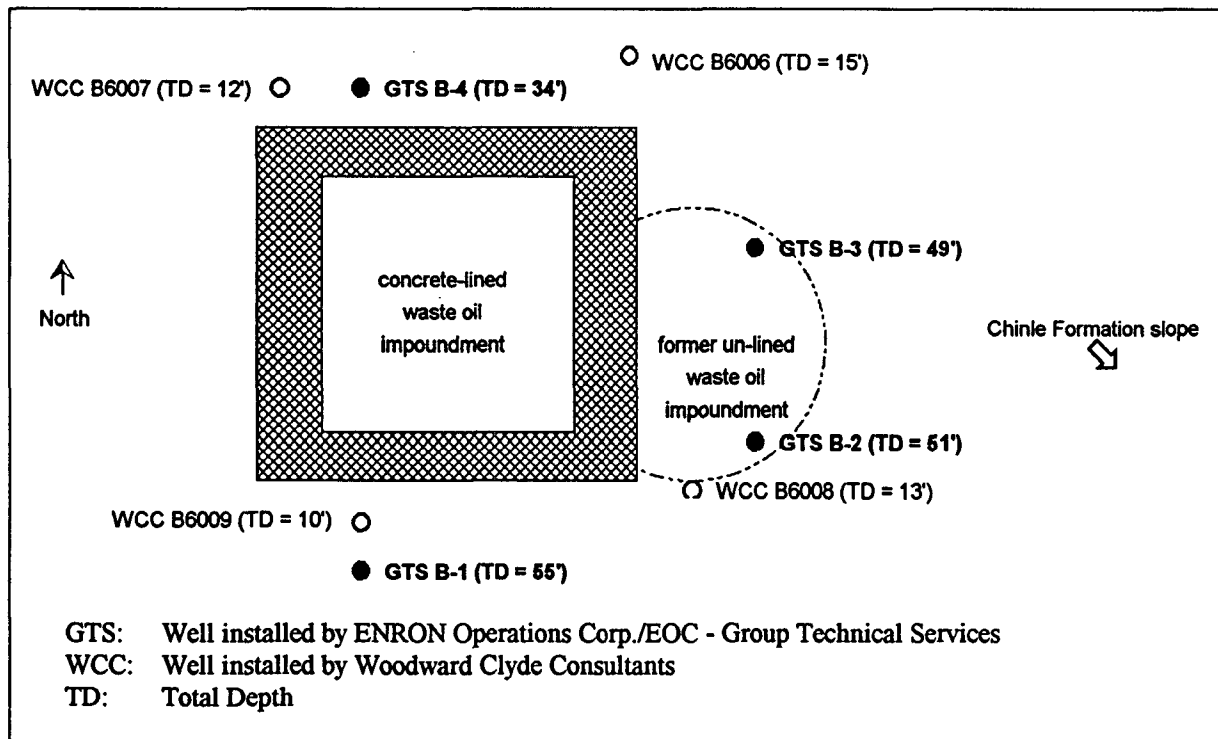 WCC B6006 (TD = 15')
WCC B6007 (TD = 12')
GTS B-4 (TD = 34')
GTS B-3 (TD = 49')
North
concrete-lined
waste oil
impoundment
former un-lined
waste oil
impoundment
Chinle Formation slope
GTS B-2 (TD = 51')
WCC B6008 (TD = 13')
WCC B6009 (TD = 10')
GTS B-1 (TD = 55')
GTS: Well installed by ENRON Operations Corp./EOC - Group Technical Services
WCC: Well installed by Woodward Clyde Consultants
TD: Total Depth